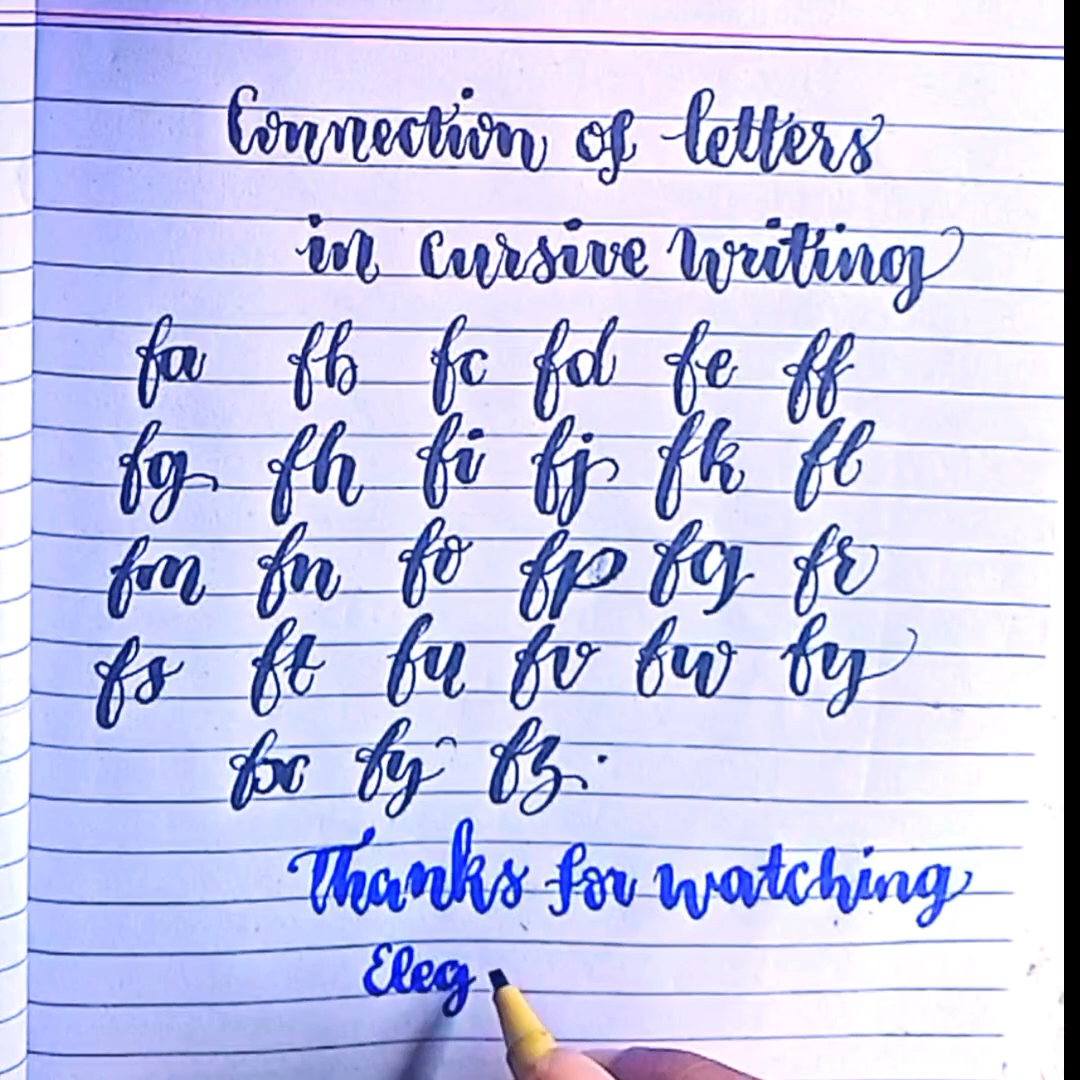 Connection of letters
in cursive writing
fa fb fc fd fe ff
fg fh fi fj fk fl
fm fn fo fp fq fr
fs ft fu fv fw fy
fx fy fz.
Thanks for watching
Eleg